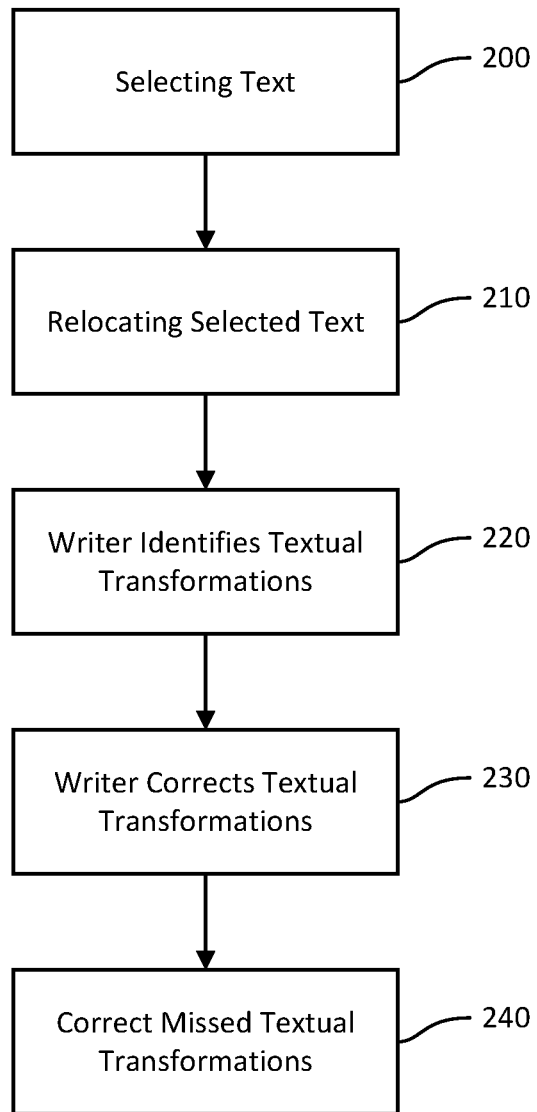 Selecting Text
200
Relocating Selected Text
210
Writer Identifies Textual
Transformations
220
Writer Corrects Textual
Transformations
230
Correct Missed Textual
Transformations
240